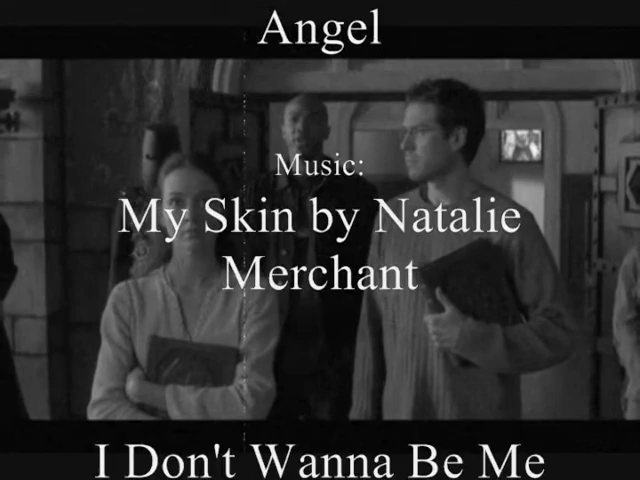 Angel
Music:
My Skin by Natalie
Merchant
I Don't Wanna Be Me